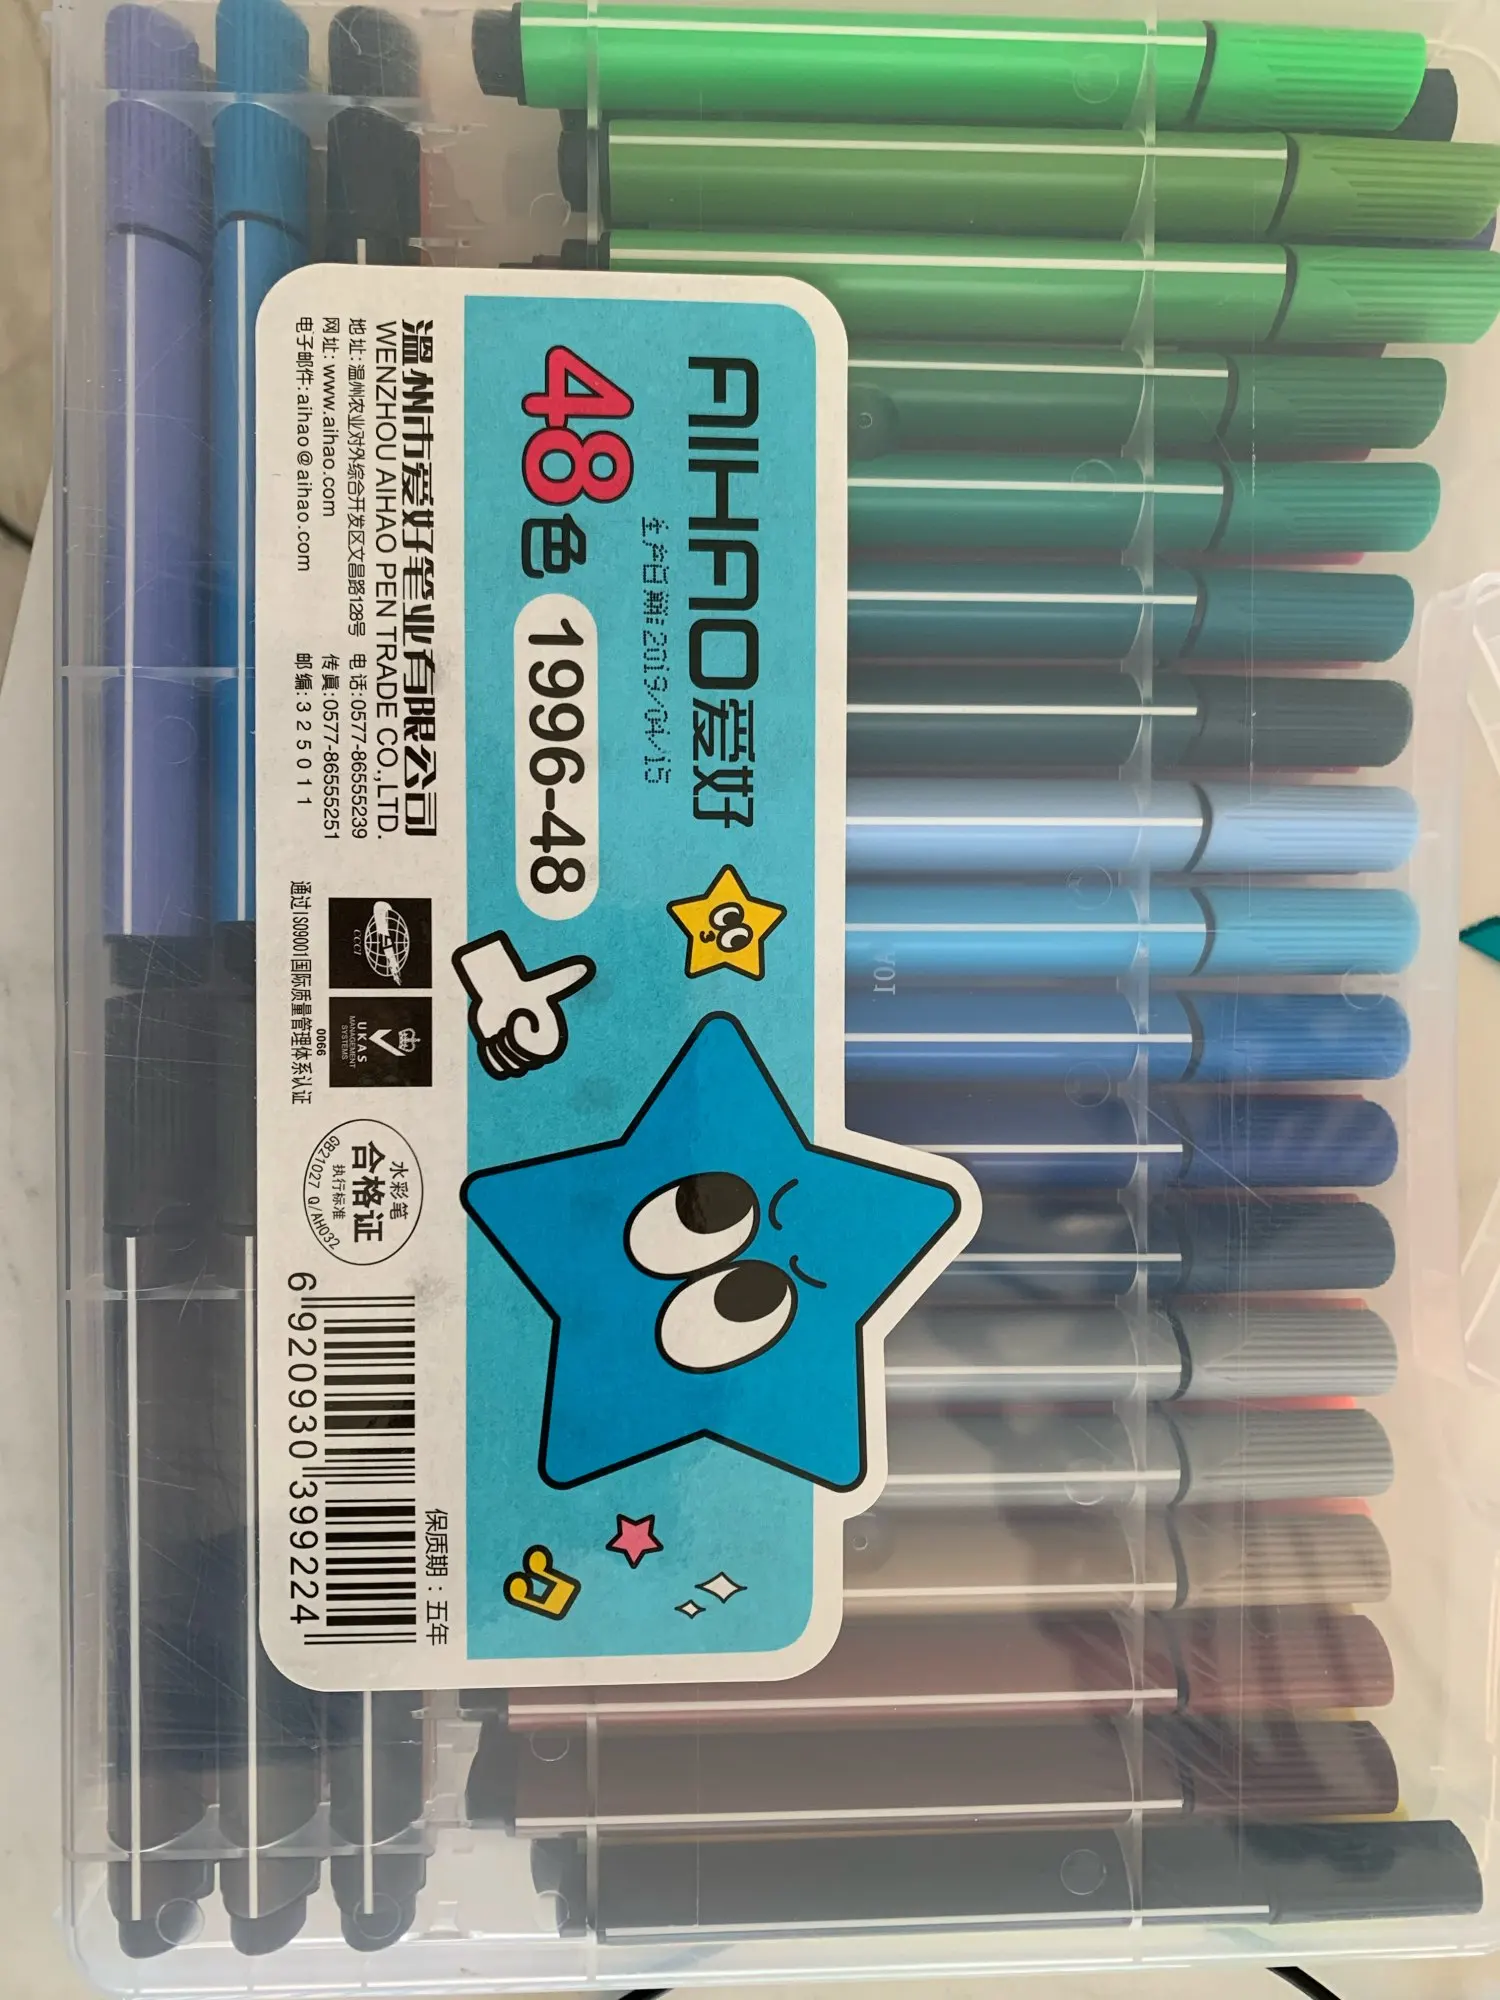 AIHAO爱好
生产日期:2019/04/15
48色 1996-48
保质期：五年
温州市爱好笔业有限公司
WENZHOU AIHAO PEN TRADE CO.,LTD.
地址:温州农业对外综合开发区文昌路128号 电话:0577-86555239
网址:www.aihao.com 传真:0577-86555251
电子邮件:aihao@aihao.com 邮编:325011
CCCI
UKAS
MANAGEMENT
SYSTEMS
0066
通过ISO9001国际质量管理体系认证
水彩笔
合格证
执行标准
Q/AH032
6 920930 399224